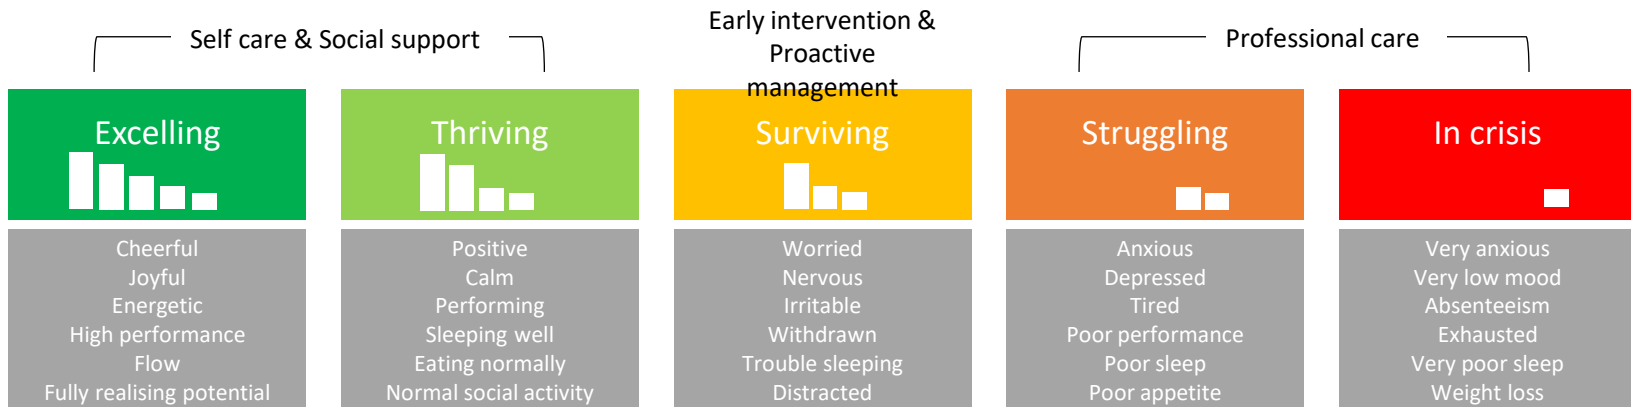 Self care & Social support
Early intervention &
Proactive
management
Professional care
Excelling
Thriving
Surviving
Struggling
In crisis
Cheerful
Joyful
Energetic
High performance
Flow
Fully realising potential
Positive
Calm
Performing
Sleeping well
Eating normally
Normal social activity
Worried
Nervous
Irritable
Withdrawn
Trouble sleeping
Distracted
Anxious
Depressed
Tired
Poor performance
Poor sleep
Poor appetite
Very anxious
Very low mood
Absenteeism
Exhausted
Very poor sleep
Weight loss